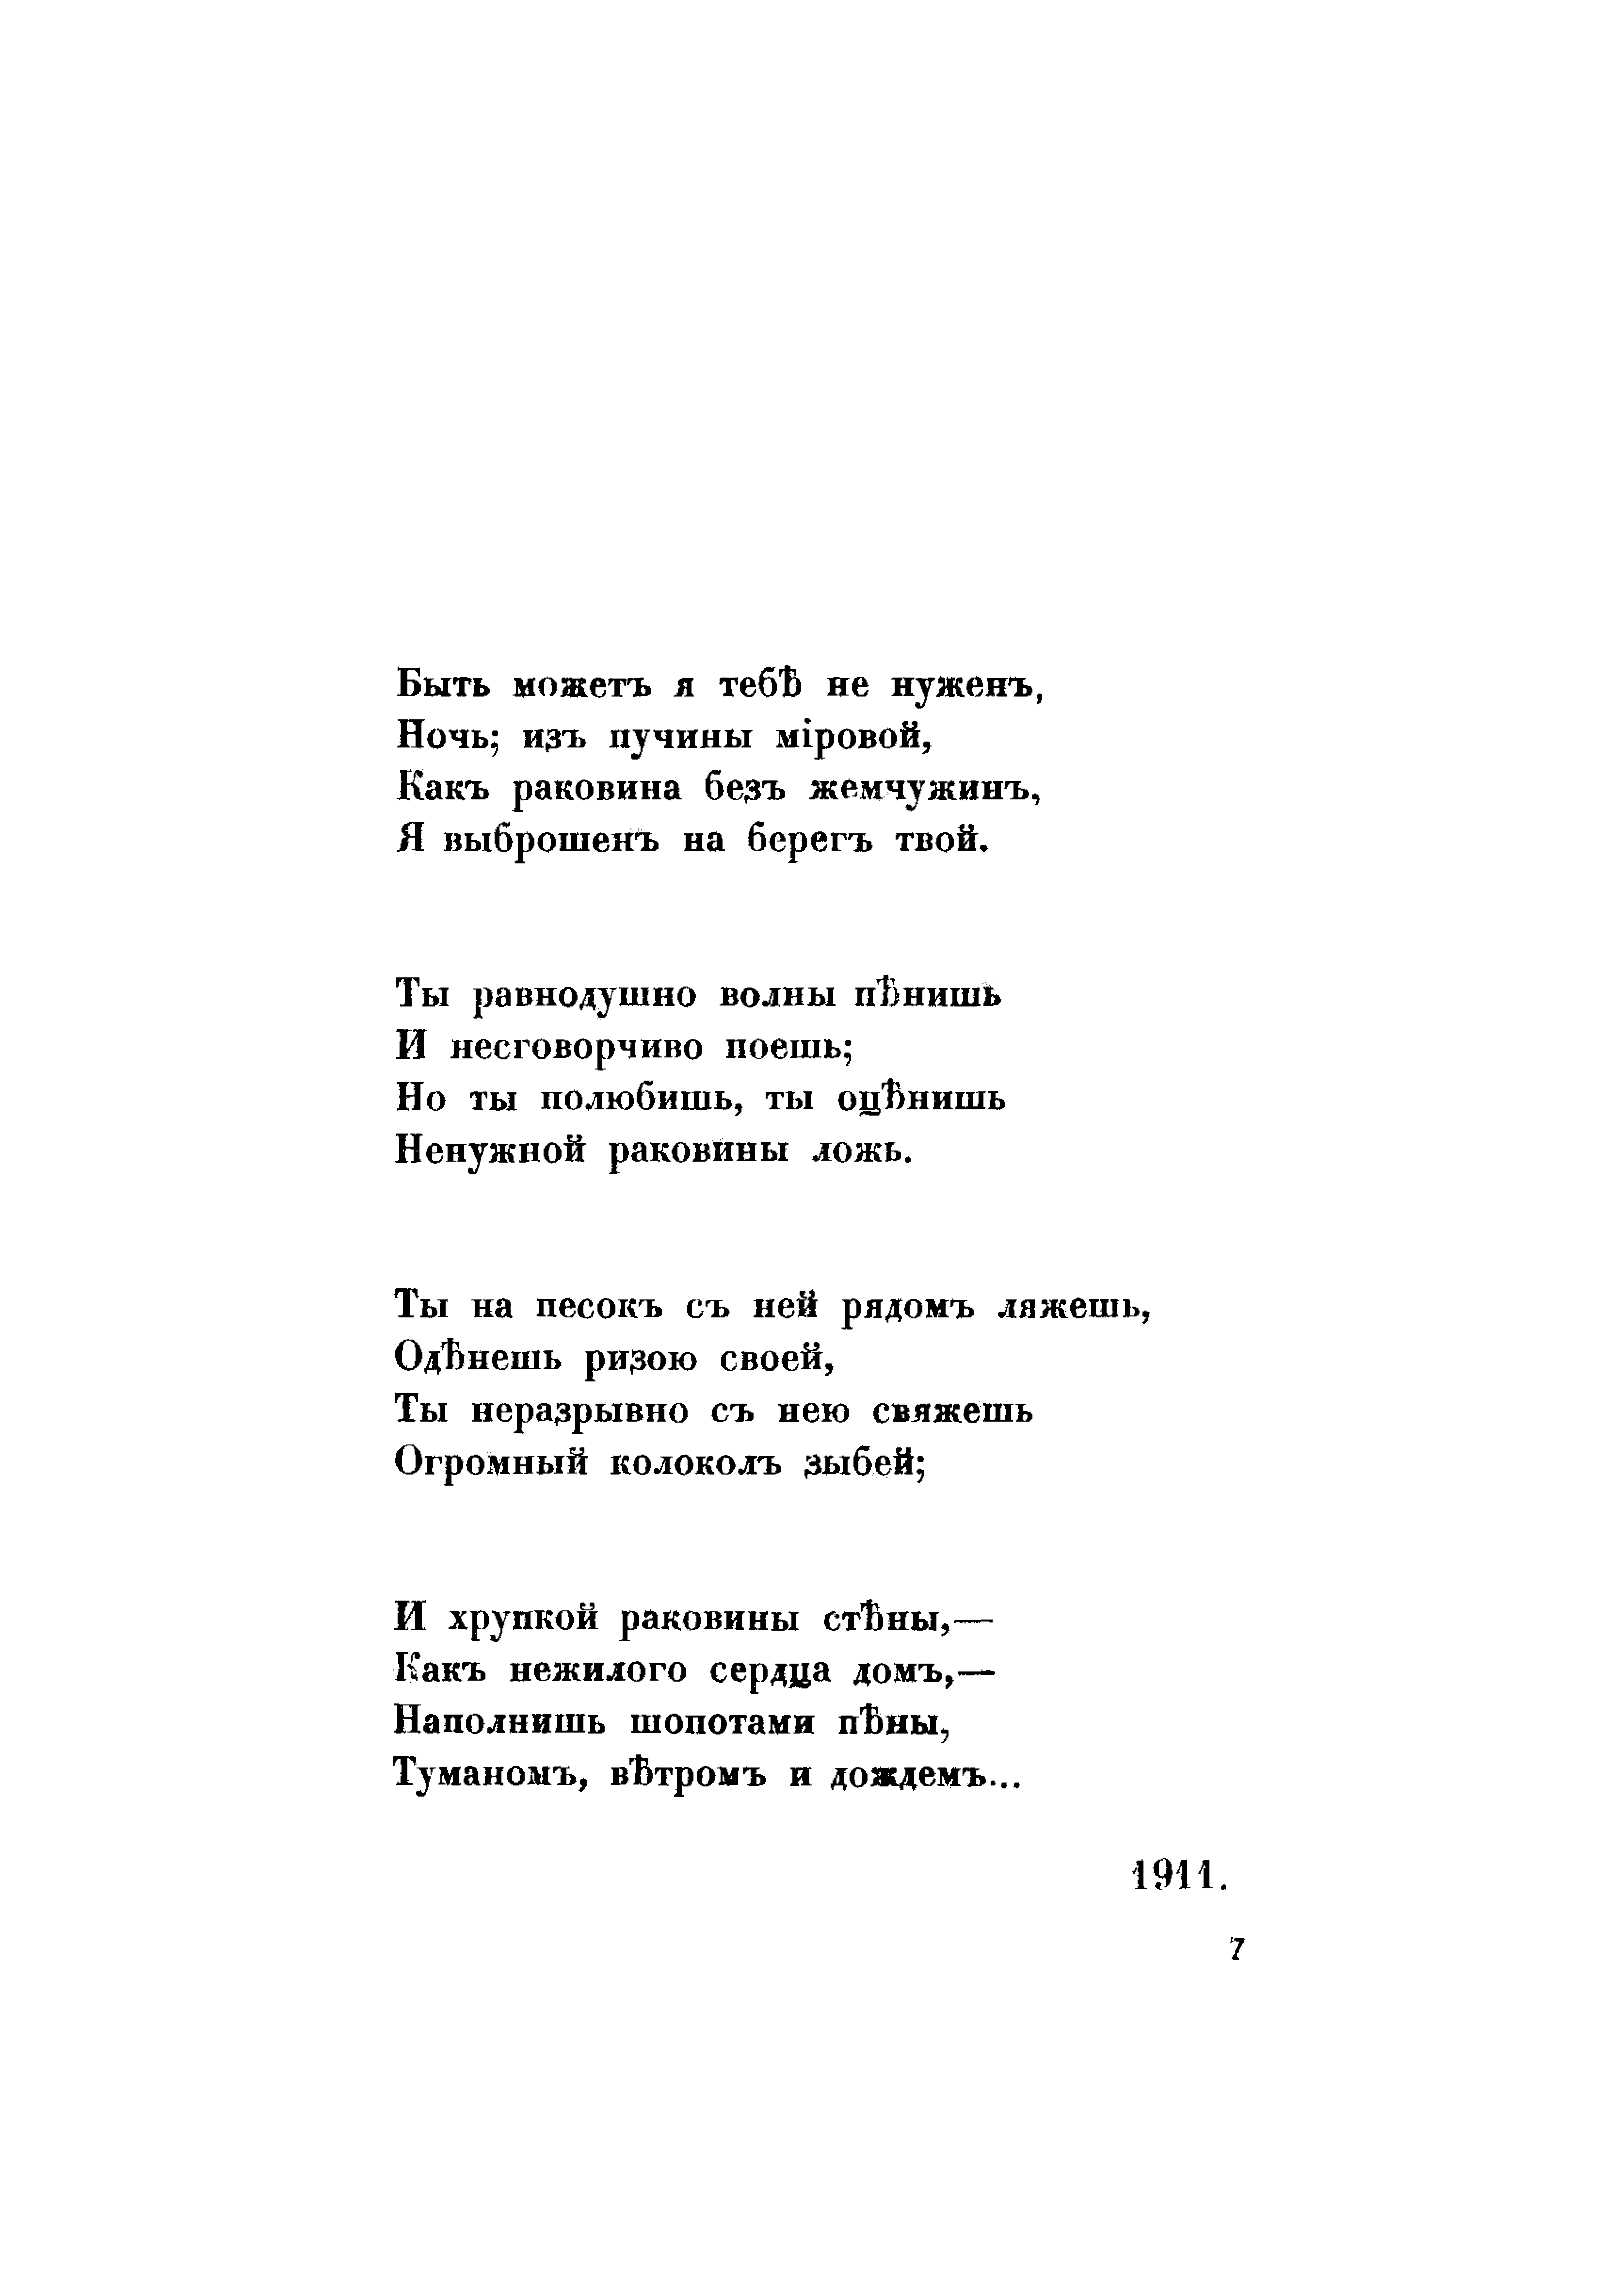 Быть можетъ я тебѣ не нуженъ,
Ночь; изъ пучины міровой,
Какъ раковина безъ жемчужинъ,
Я выброшенъ на берегъ твой.
Ты равнодушно волны пѣнишь
И несговорчиво поешь;
Но ты полюбишь, ты оцѣнишь
Ненужной раковины ложь.
Ты на песокъ съ ней рядомъ ляжешь,
Одѣнешь ризою своей,
Ты неразрывно съ нею свяжешь
Огромный колоколъ зыбей;
И хрупкой раковины стѣны,—
Какъ нежилого сердца домъ,—
Наполнишь шопотами пѣны,
Туманомъ, вѣтромъ и дождемъ...
1911.
7